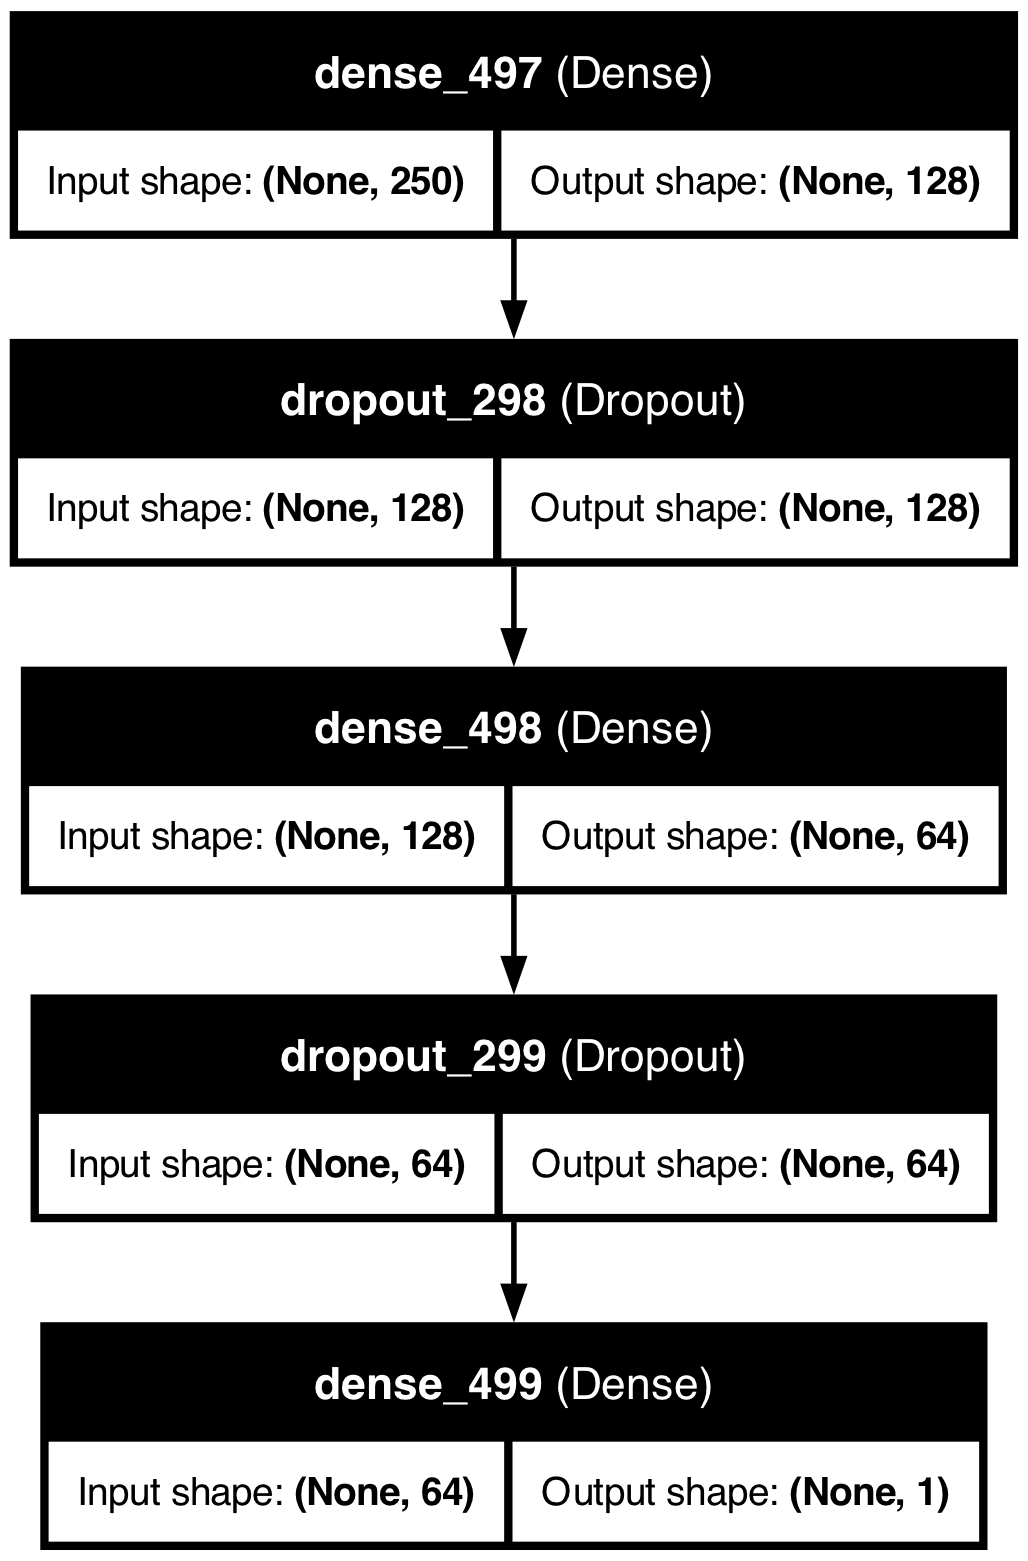 dense_497 (Dense)
Input shape: (None, 250) Output shape: (None, 128)
dropout_298 (Dropout)
Input shape: (None, 128) Output shape: (None, 128)
dense_498 (Dense)
Input shape: (None, 128) Output shape: (None, 64)
dropout_299 (Dropout)
Input shape: (None, 64) Output shape: (None, 64)
dense_499 (Dense)
Input shape: (None, 64) Output shape: (None, 1)